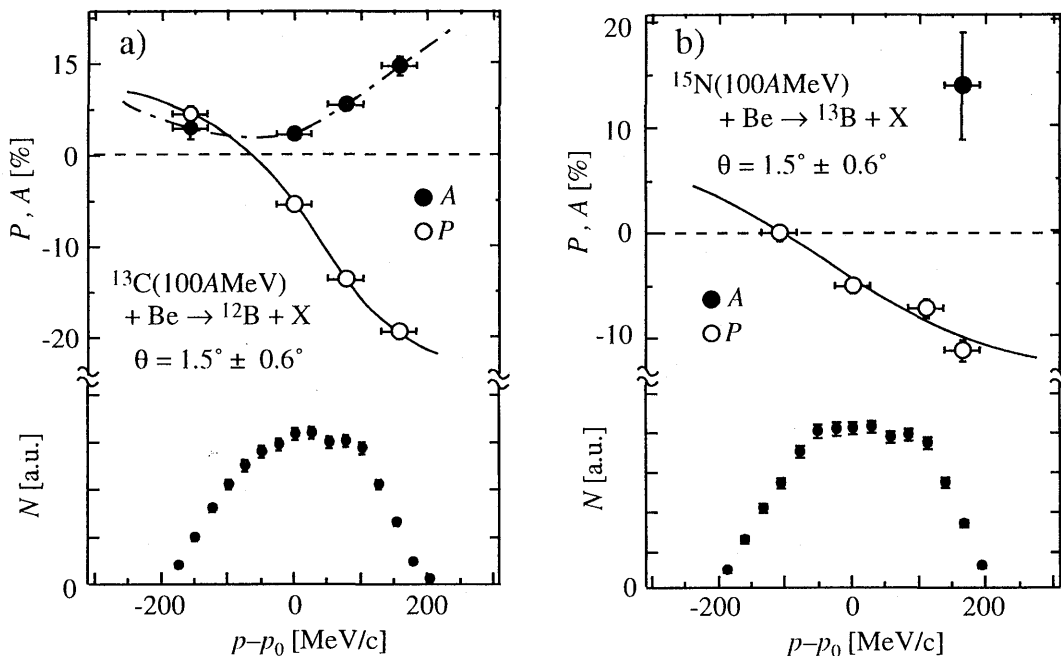 a)
15
0
-10
-20
P , A [%]
A
P
¹³C(100AMeV)
+ Be → ¹²B + X
θ = 1.5° ± 0.6°
N [a.u.]
0
-200
0
200
p–p₀ [MeV/c]
b)
20
10
0
-10
P , A [%]
¹⁵N(100AMeV)
+ Be → ¹³B + X
θ = 1.5° ± 0.6°
A
P
N [a.u.]
0
-200
0
200
p–p₀ [MeV/c]